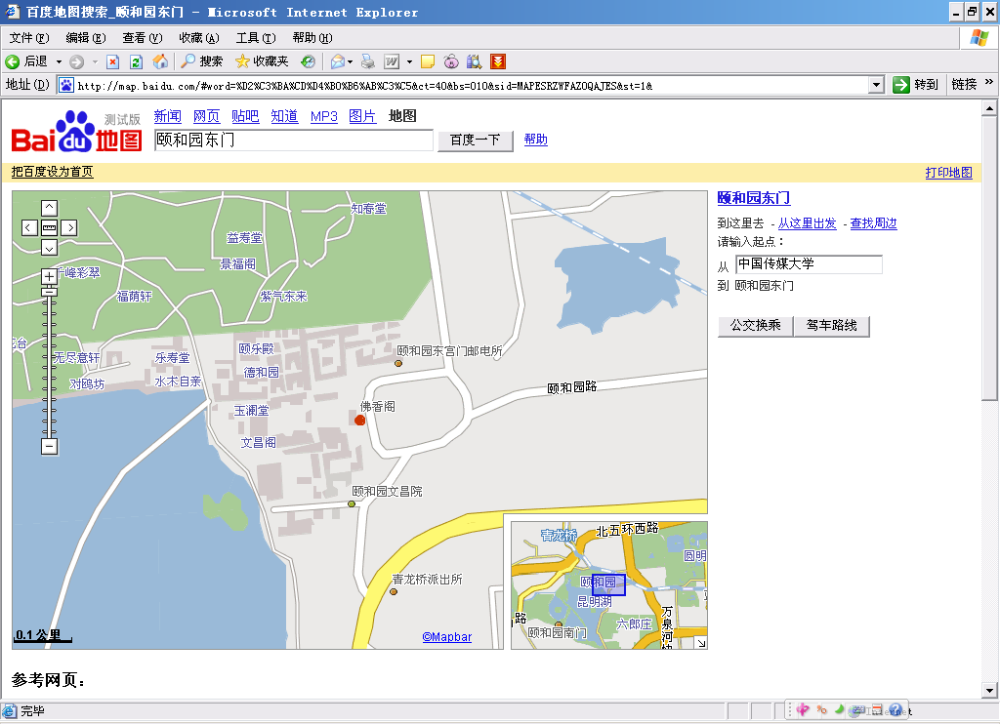 百度地图搜索_颐和园东门 - Microsoft Internet Explorer
文件(F) 编辑(E) 查看(V) 收藏(A) 工具(T) 帮助(H)
后退 搜索 收藏夹
地址(D) http://map.baidu.com/#word=%D2%C3%BA%CD%D4%B0%B6%AB%C3%C5&ct=40&bs=010&sid=MAPESRZWFAZOQAJES&st=1& 转到 链接 »
Bai du 地图 测试版
新闻 网页 贴吧 知道 MP3 图片 地图
颐和园东门 百度一下 帮助
把百度设为首页 打印地图
知春堂
益寿堂
景福阁
千峰彩翠
福荫轩
紫气东来
颐乐殿
颐和园东宫门邮电所
无尽意轩
乐寿堂
德和园
对鸥坊
水木自亲
颐和园路
佛香阁
玉澜堂
文昌阁
颐和园文昌院
青龙桥派出所
0.1 公里
©Mapbar
青龙桥
北五环西路
圆明
颐和园
昆明湖
万泉河
路
六郎庄
颐和园南门
颐和园东门
到这里去 - 从这里出发 - 查找周边
请输入起点：
从 中国传媒大学
到 颐和园东门
公交换乘 驾车路线
参考网页：
完毕